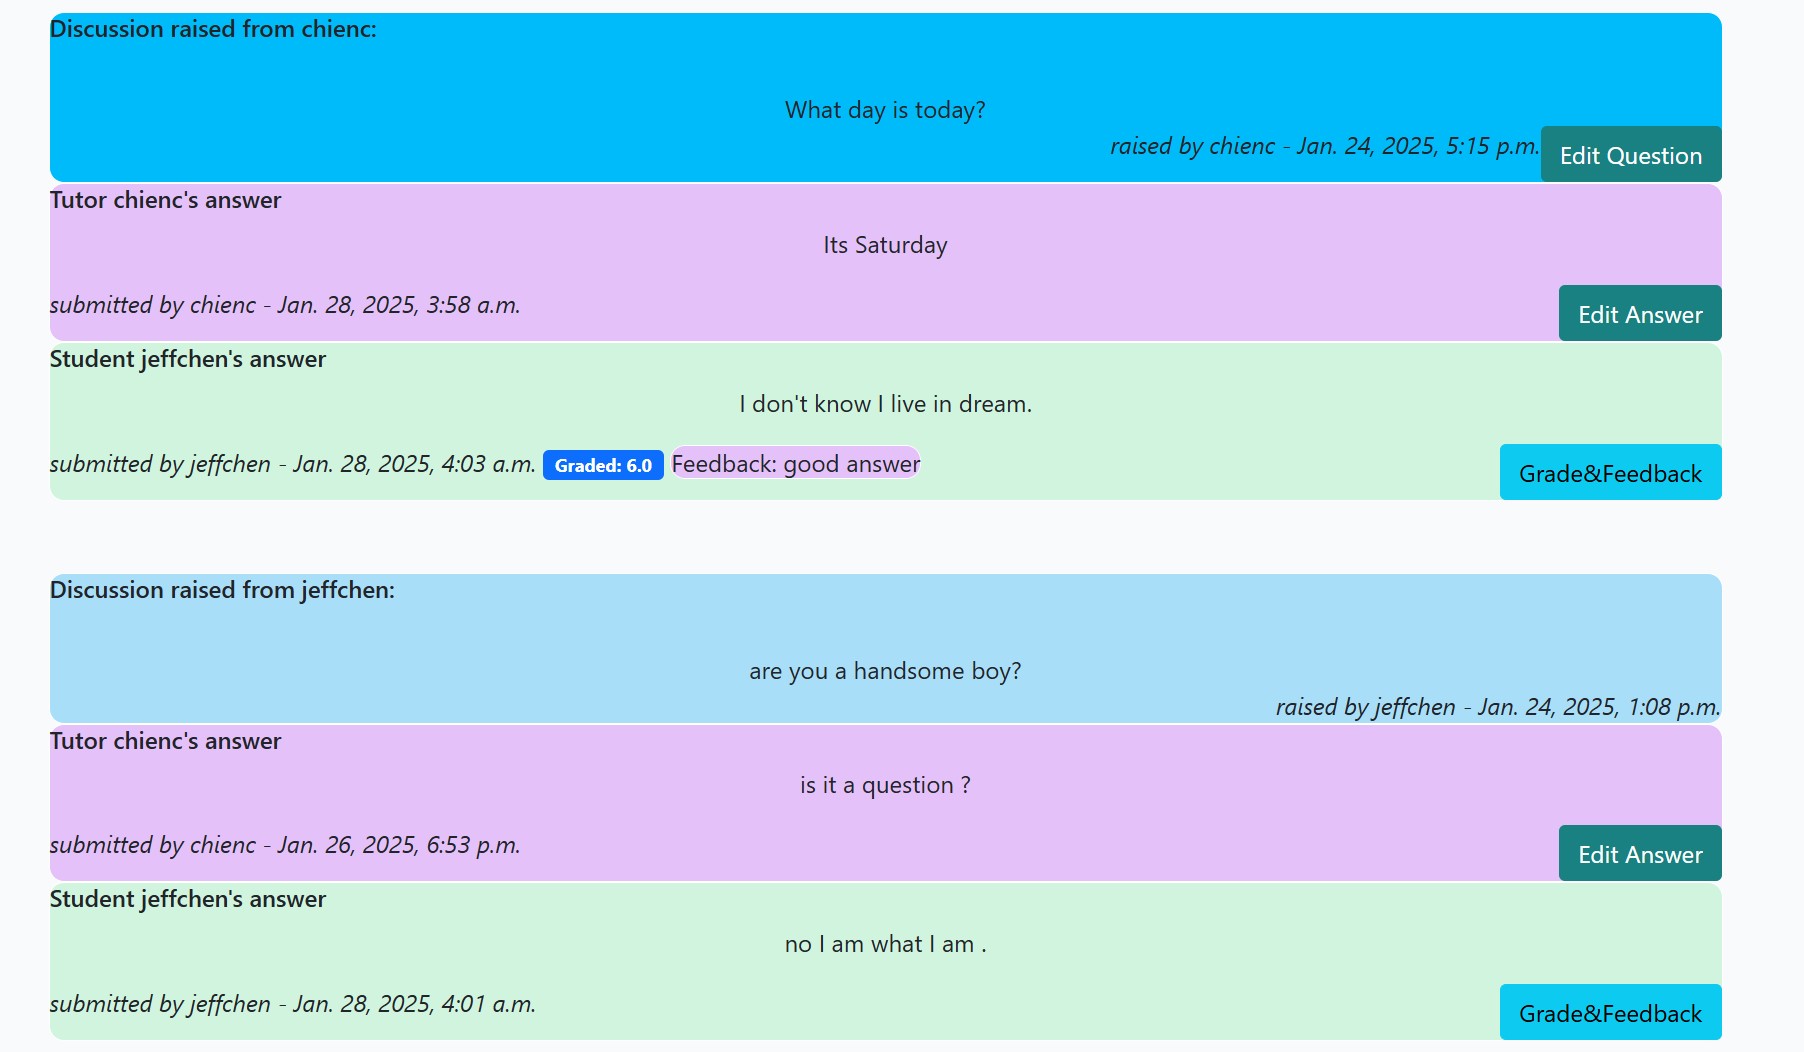 Discussion raised from chienc:
What day is today?
raised by chienc - Jan. 24, 2025, 5:15 p.m.
Edit Question
Tutor chienc's answer
Its Saturday
submitted by chienc - Jan. 28, 2025, 3:58 a.m.
Edit Answer
Student jeffchen's answer
I don't know I live in dream.
submitted by jeffchen - Jan. 28, 2025, 4:03 a.m. Graded: 6.0 Feedback: good answer
Grade&Feedback
Discussion raised from jeffchen:
are you a handsome boy?
raised by jeffchen - Jan. 24, 2025, 1:08 p.m.
Tutor chienc's answer
is it a question ?
submitted by chienc - Jan. 26, 2025, 6:53 p.m.
Edit Answer
Student jeffchen's answer
no I am what I am .
submitted by jeffchen - Jan. 28, 2025, 4:01 a.m.
Grade&Feedback